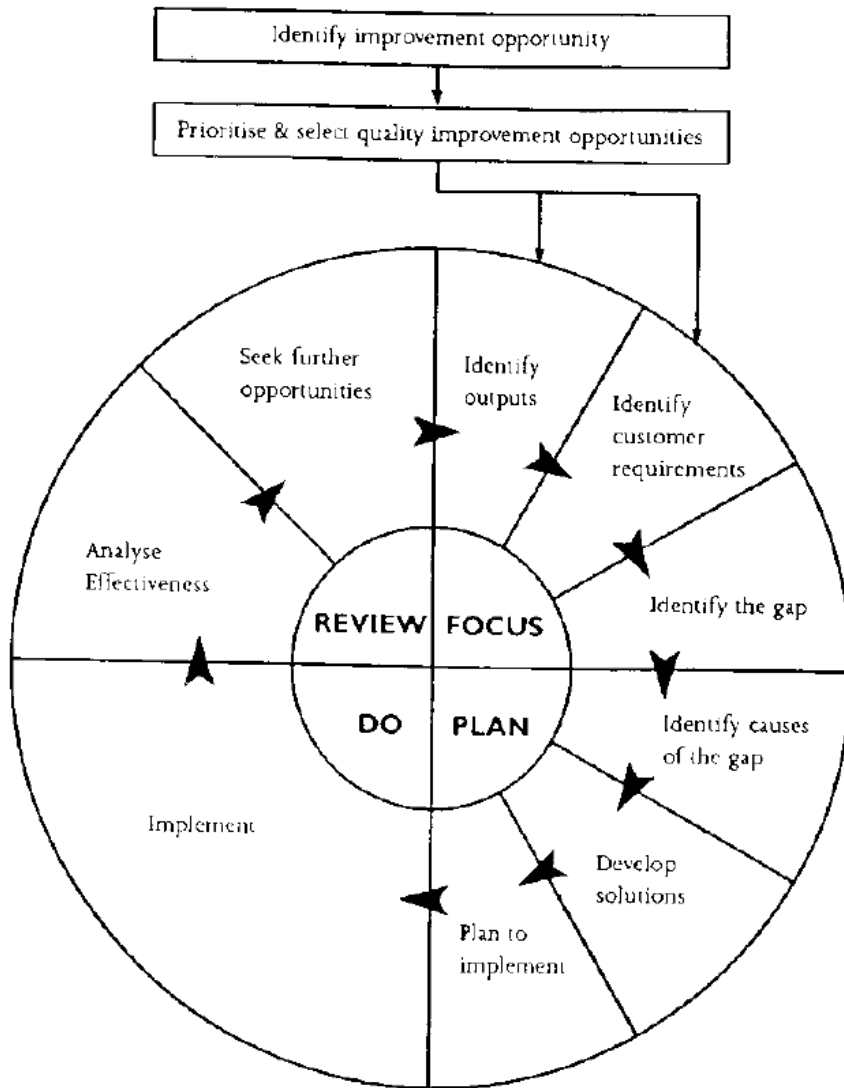 Identify improvement opportunity
Prioritise & select quality improvement opportunities
Seek further
opportunities
Identify
outputs
Identify
customer
requirements
Analyse
Effectiveness
Identify the gap
REVIEW
FOCUS
DO
PLAN
Identify causes
of the gap
Implement
Develop
solutions
Plan to
implement